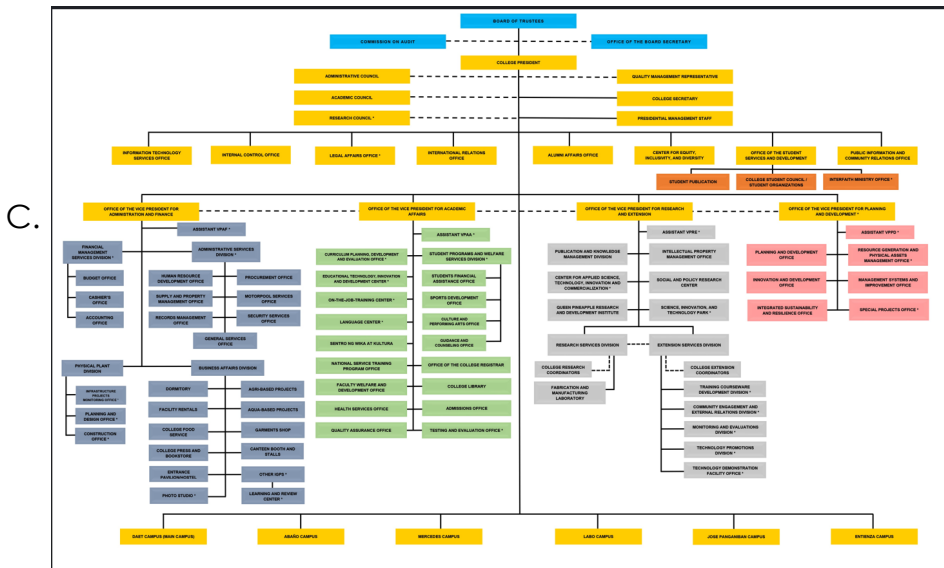 C.
BOARD OF TRUSTEES
COMMISSION ON AUDIT
OFFICE OF THE BOARD SECRETARY
COLLEGE PRESIDENT
ADMINISTRATIVE COUNCIL
QUALITY MANAGEMENT REPRESENTATIVE
ACADEMIC COUNCIL
COLLEGE SECRETARY
RESEARCH COUNCIL *
PRESIDENTIAL MANAGEMENT STAFF
INFORMATION TECHNOLOGY
SERVICES OFFICE
INTERNAL CONTROL OFFICE
LEGAL AFFAIRS OFFICE *
INTERNATIONAL RELATIONS
OFFICE
ALUMNI AFFAIRS OFFICE
CENTER FOR EQUITY,
INCLUSIVITY, AND DIVERSITY
OFFICE OF THE STUDENT
SERVICES AND DEVELOPMENT
PUBLIC INFORMATION AND
COMMUNITY RELATIONS OFFICE
STUDENT PUBLICATION
COLLEGE STUDENT COUNCIL /
STUDENT ORGANIZATIONS
INTERFAITH MINISTRY OFFICE *
OFFICE OF THE VICE PRESIDENT FOR
ADMINISTRATION AND FINANCE
OFFICE OF THE VICE PRESIDENT FOR ACADEMIC
AFFAIRS
OFFICE OF THE VICE PRESIDENT FOR RESEARCH
AND EXTENSION
OFFICE OF THE VICE PRESIDENT FOR PLANNING
AND DEVELOPMENT *
ASSISTANT VPAF *
FINANCIAL
MANAGEMENT
SERVICES DIVISION *
ADMINISTRATIVE SERVICES
DIVISION *
BUDGET OFFICE
CASHIER'S
OFFICE
ACCOUNTING
OFFICE
HUMAN RESOURCE
DEVELOPMENT OFFICE
PROCUREMENT OFFICE
SUPPLY AND PROPERTY
MANAGEMENT OFFICE
MOTORPOOL SERVICES
OFFICE
RECORDS MANAGEMENT
OFFICE
SECURITY SERVICES
OFFICE
GENERAL SERVICES
OFFICE
PHYSICAL PLANT
DIVISION
BUSINESS AFFAIRS DIVISION
INFRASTRUCTURE
PROJECTS
MONITORING OFFICE *
PLANNING AND
DESIGN OFFICE *
CONSTRUCTION
OFFICE *
DORMITORY
AGRI-BASED PROJECTS
FACILITY RENTALS
AQUA-BASED PROJECTS
COLLEGE FOOD
SERVICE
GARMENTS SHOP
COLLEGE PRESS AND
BOOKSTORE
CANTEEN BOOTH AND
STALLS
ENTRANCE
PAVILION/HOSTEL
OTHER IGPS *
PHOTO STUDIO *
LEARNING AND REVIEW
CENTER *
ASSISTANT VPAA *
CURRICULUM PLANNING, DEVELOPMENT
AND EVALUATION OFFICE *
STUDENT PROGRAMS AND WELFARE
SERVICES DIVISION *
EDUCATIONAL TECHNOLOGY, INNOVATION
AND DEVELOPMENT CENTER *
STUDENTS FINANCIAL
ASSISTANCE OFFICE
ON-THE-JOB-TRAINING CENTER *
SPORTS DEVELOPMENT
OFFICE
LANGUAGE CENTER *
CULTURE AND
PERFORMING ARTS OFFICE
SENTRO NG WIKA AT KULTURA
GUIDANCE AND
COUNSELING OFFICE
NATIONAL SERVICE TRAINING
PROGRAM OFFICE
OFFICE OF THE COLLEGE REGISTRAR
FACULTY WELFARE AND
DEVELOPMENT OFFICE
COLLEGE LIBRARY
HEALTH SERVICES OFFICE
ADMISSIONS OFFICE
QUALITY ASSURANCE OFFICE
TESTING AND EVALUATION OFFICE *
ASSISTANT VPRE *
PUBLICATION AND KNOWLEDGE
MANAGEMENT DIVISION
INTELLECTUAL PROPERTY
MANAGEMENT OFFICE
CENTER FOR APPLIED SCIENCE,
TECHNOLOGY, INNOVATION AND
COMMERCIALIZATION *
SOCIAL AND POLICY RESEARCH
CENTER
QUEEN PINEAPPLE RESEARCH
AND DEVELOPMENT INSTITUTE
SCIENCE, INNOVATION, AND
TECHNOLOGY PARK *
RESEARCH SERVICES DIVISION
EXTENSION SERVICES DIVISION
COLLEGE RESEARCH
COORDINATORS
FABRICATION AND
MANUFACTURING
LABORATORY
COLLEGE EXTENSION
COORDINATORS
TRAINING COURSEWARE
DEVELOPMENT DIVISION *
COMMUNITY ENGAGEMENT AND
EXTERNAL RELATIONS DIVISION *
MONITORING AND EVALUATIONS
DIVISION *
TECHNOLOGY PROMOTIONS
DIVISION *
TECHNOLOGY DEMONSTRATION
FACILITY OFFICE *
ASSISTANT VPPD *
PLANNING AND DEVELOPMENT
OFFICE
RESOURCE GENERATION AND
PHYSICAL ASSETS
MANAGEMENT OFFICE *
INNOVATION AND DEVELOPMENT
OFFICE
MANAGEMENT SYSTEMS AND
IMPROVEMENT OFFICE
INTEGRATED SUSTAINABILITY
AND RESILIENCE OFFICE
SPECIAL PROJECTS OFFICE *
DAET CAMPUS (MAIN CAMPUS)
ABAÑO CAMPUS
MERCEDES CAMPUS
LABO CAMPUS
JOSE PANGANIBAN CAMPUS
ENTIENZA CAMPUS